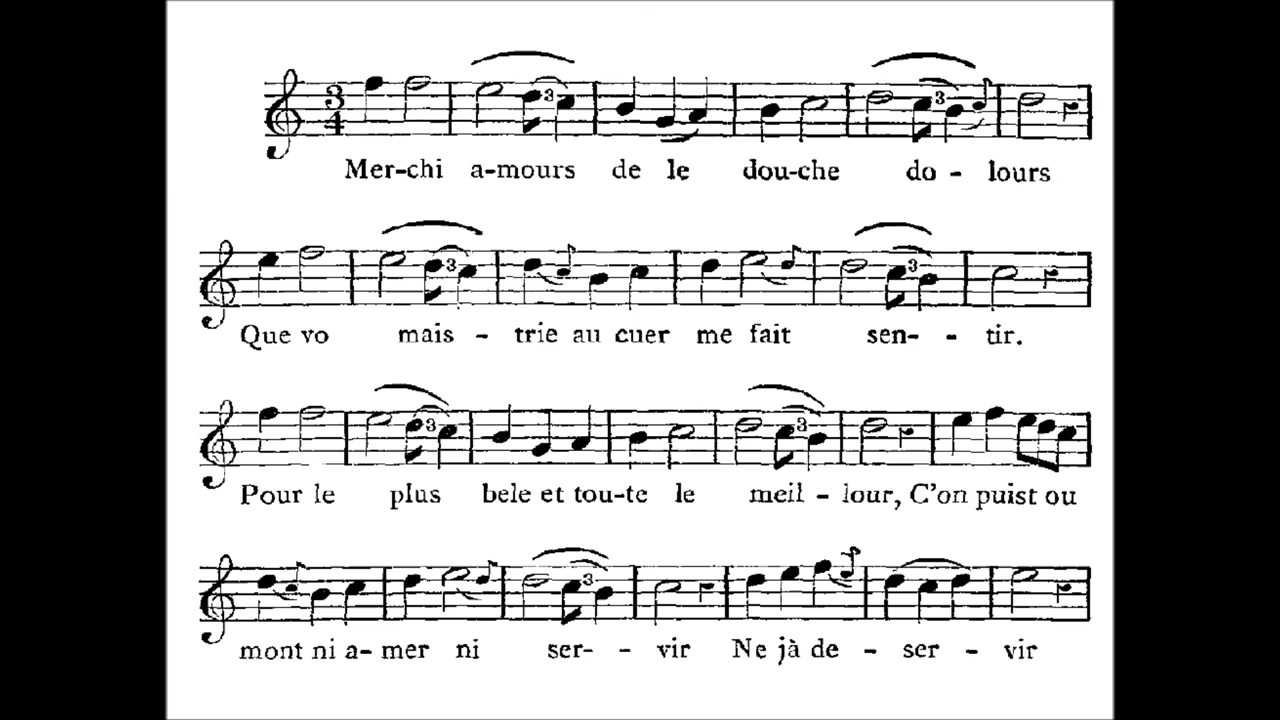 Mer-chi a-mours de le dou-che do - lours
Que vo mais - trie au cuer me fait sen- - tir.
Pour le plus bele et tou-te le meil - lour, C'on puist ou
mont ni a-mer ni ser- - vir Ne jà de - ser - vir